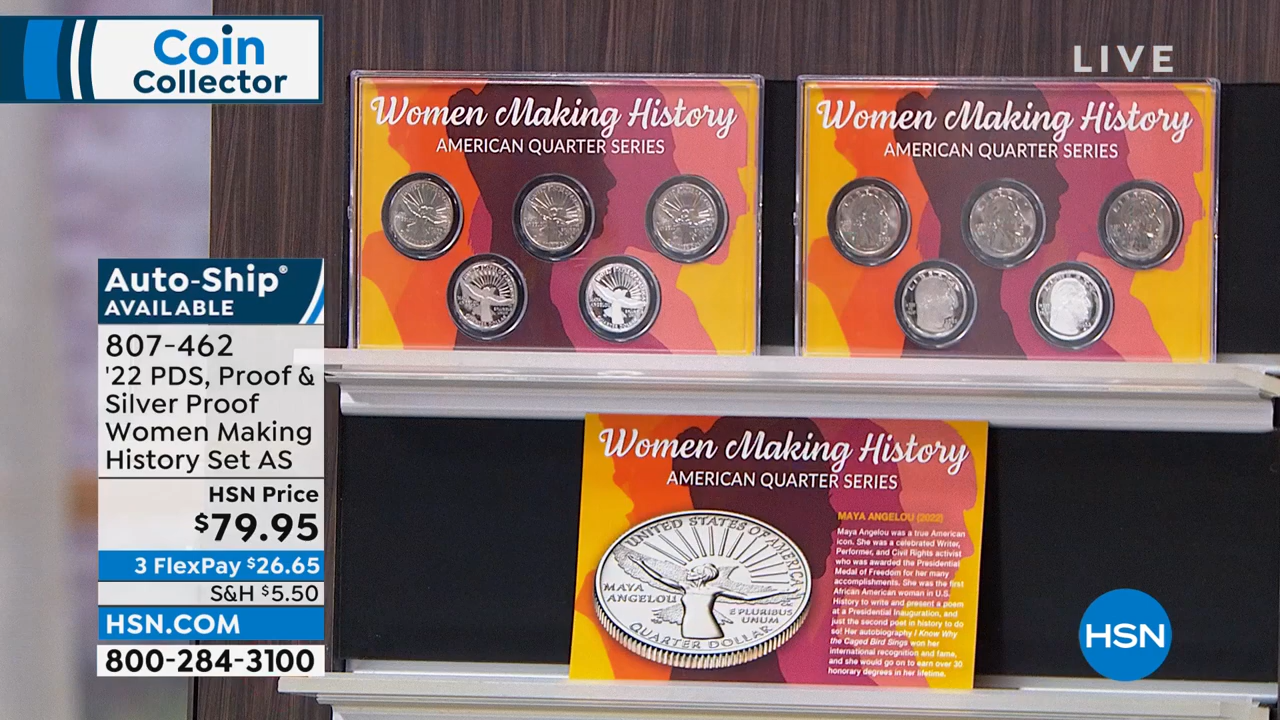 Coin
Collector
LIVE
Women Making History
AMERICAN QUARTER SERIES
Women Making History
AMERICAN QUARTER SERIES
Auto-Ship®
AVAILABLE
807-462
'22 PDS, Proof &
Silver Proof
Women Making
History Set AS
HSN Price
$79.95
3 FlexPay $26.65
S&H $5.50
HSN.COM
800-284-3100
Women Making History
AMERICAN QUARTER SERIES
UNITED STATES OF AMERICA
MAYA
ANGELOU
E PLURIBUS
UNUM
QUARTER DOLLAR
MAYA ANGELOU (2022)
Maya Angelou was a true American
icon. She was a celebrated Writer,
Performer, and Civil Rights activist
who was awarded the Presidential
Medal of Freedom for her many
accomplishments. She was the first
African American woman in U.S.
History to write and present a poem
at a Presidential Inauguration, and
just the second poet in history to do
so! Her autobiography I Know Why
the Caged Bird Sings won her
international recognition and fame,
and she would go on to earn over 30
honorary degrees in her lifetime.
HSN